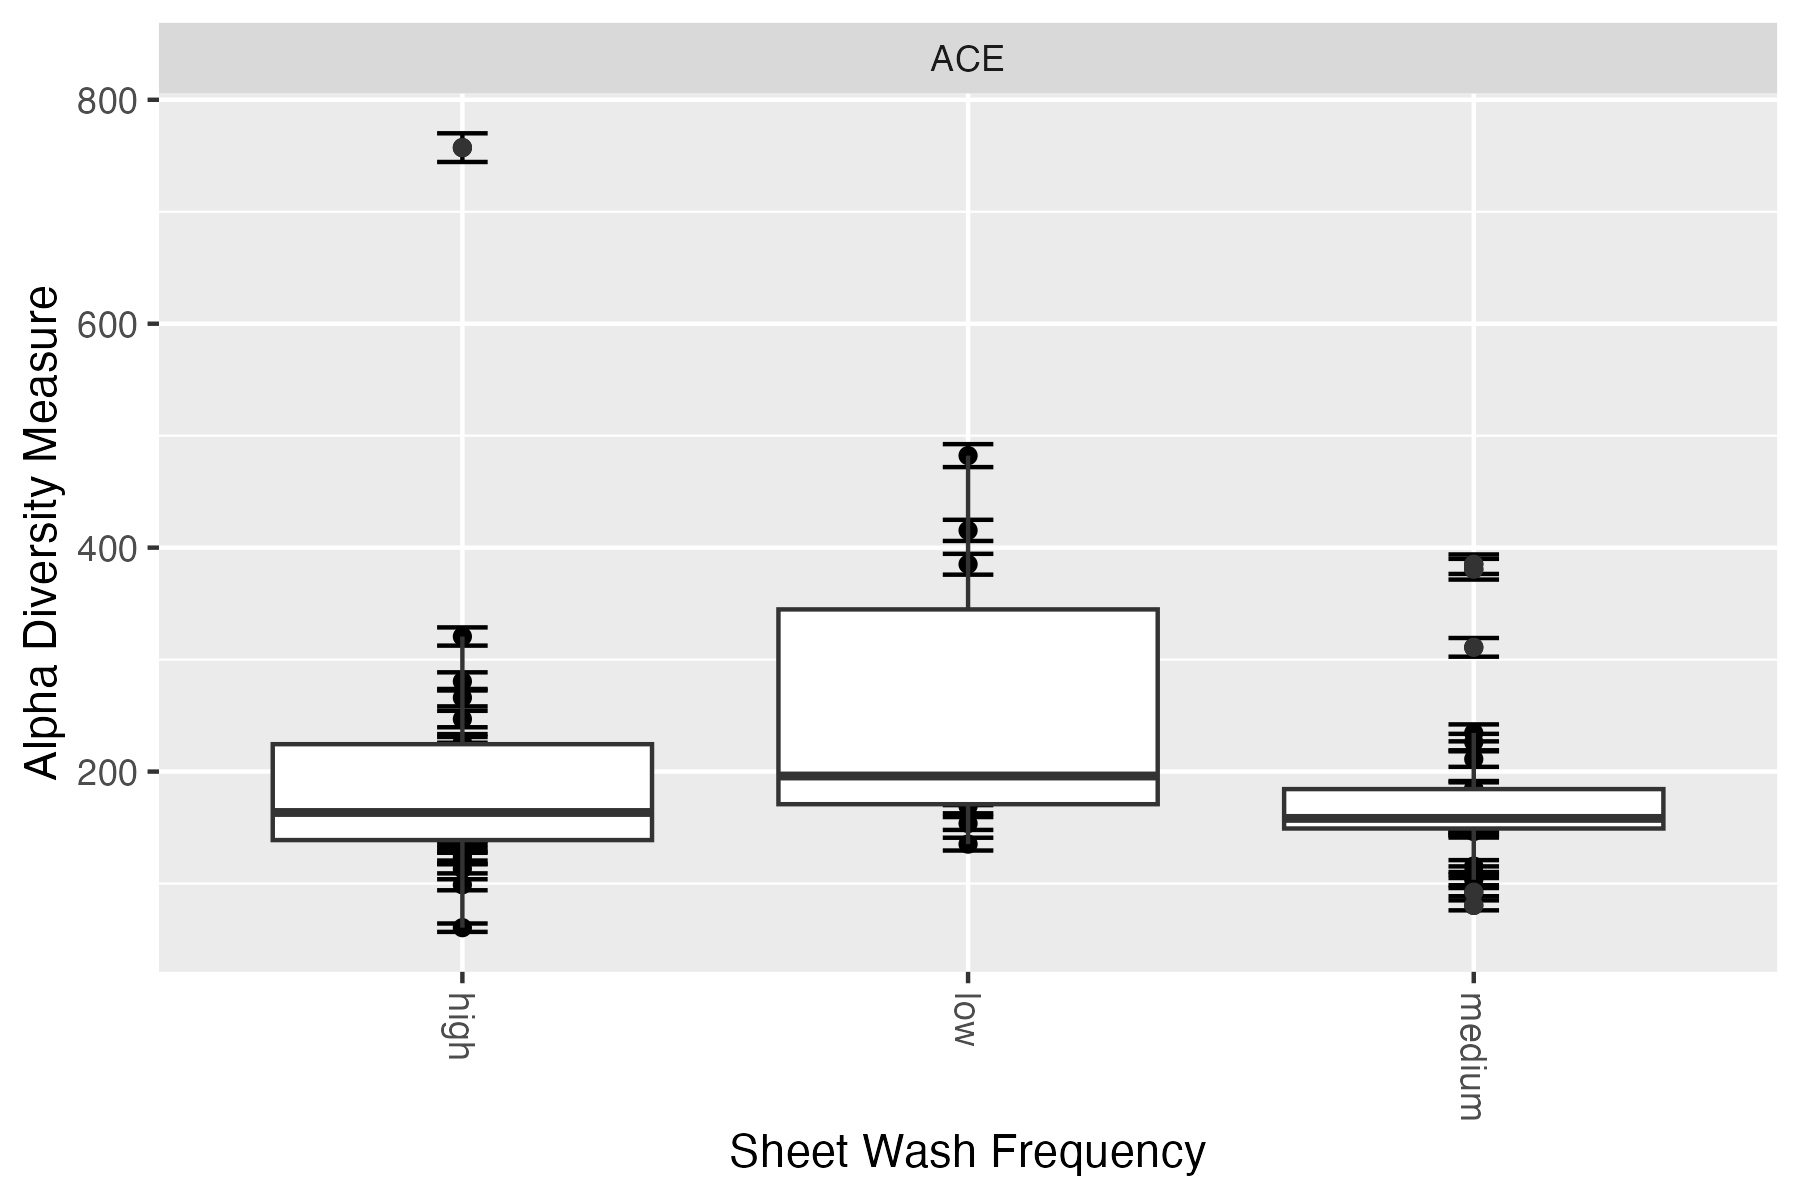 ACE
800
600
400
200
Alpha Diversity Measure
high
low
medium
Sheet Wash Frequency